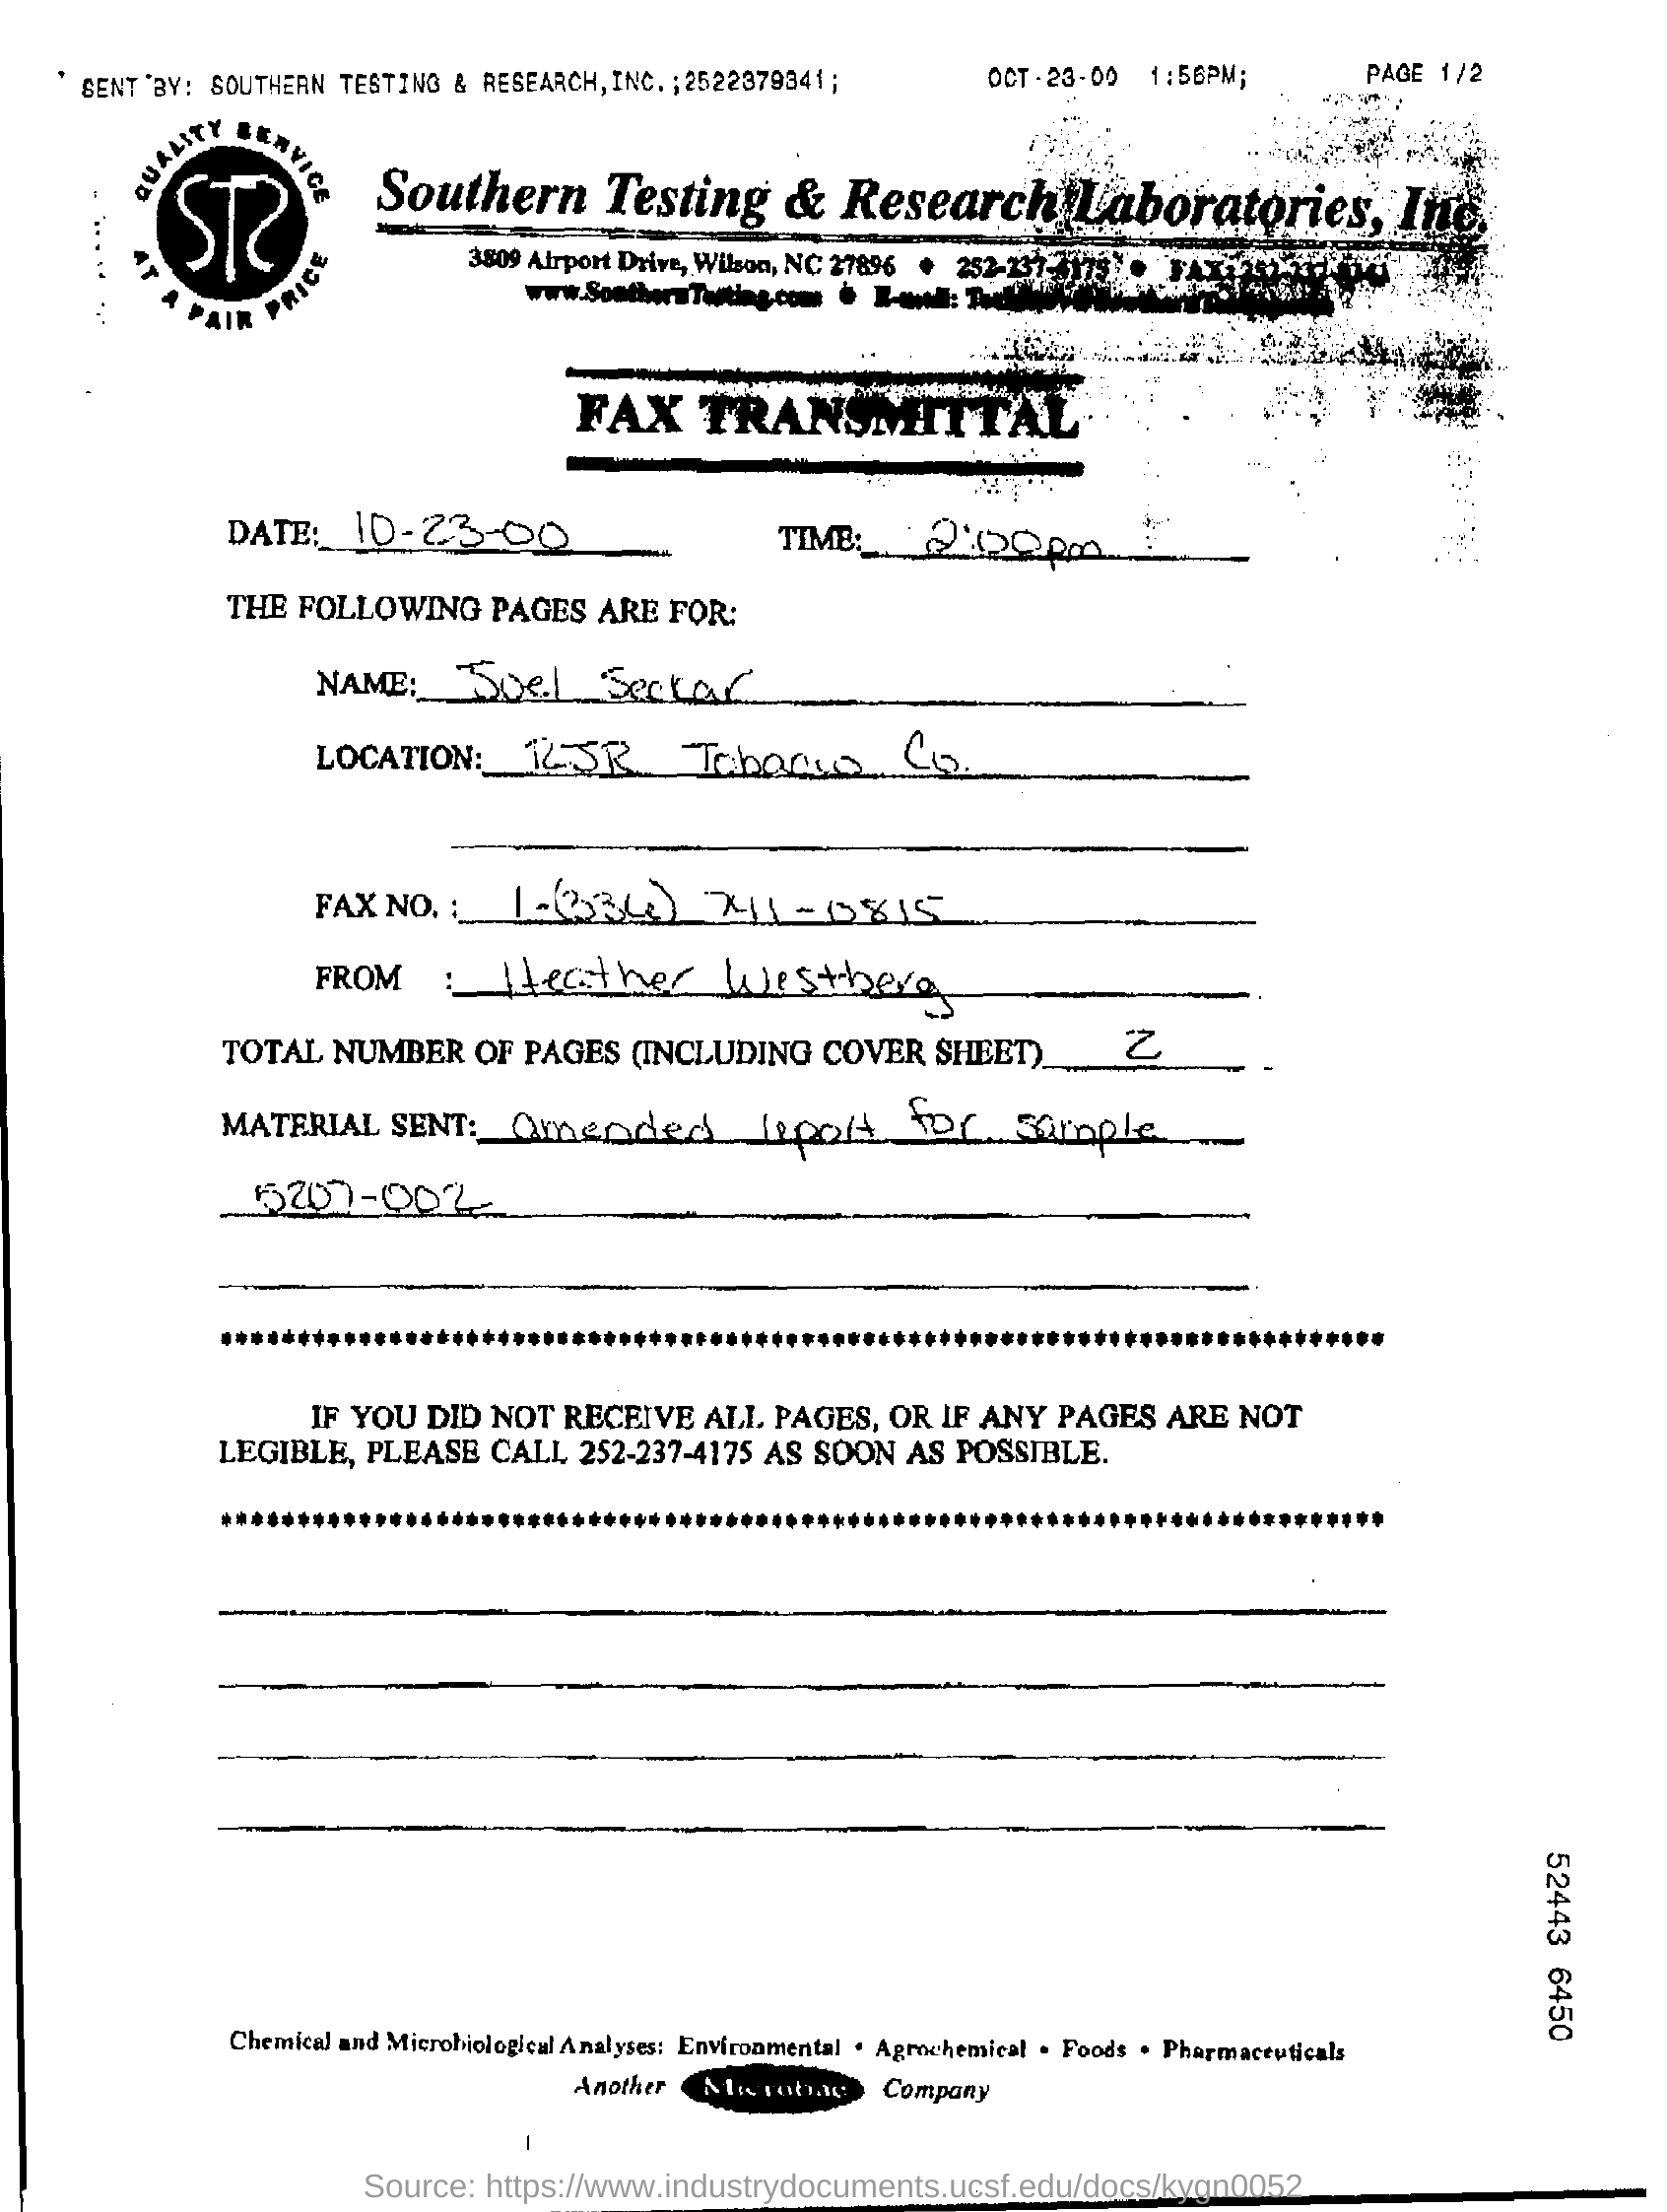 SENT BY: SOUTHERN TESTING & RESEARCH,INC.;2522379341; OCT-23-00 1:56PM; PAGE 1/2
QUALITY SERVICE
STR
AT A FAIR PRICE
Southern Testing & Research Laboratories, Inc.
3809 Airport Drive, Wilson, NC 27896 • 252-237-4175 • FAX: 252-237-9341
www.SouthernTesting.com • E-mail:
FAX TRANSMITTAL
DATE: 10-23-00 TIME: 2:00pm
THE FOLLOWING PAGES ARE FOR:
NAME: Joel Seckar
LOCATION: RJR Tobacco Co.
FAX NO. : 1-(336) 741-0815
FROM : Heather Westberg
TOTAL NUMBER OF PAGES (INCLUDING COVER SHEET) 2
MATERIAL SENT: amended report for sample
5207-002
IF YOU DID NOT RECEIVE ALL PAGES, OR IF ANY PAGES ARE NOT
LEGIBLE, PLEASE CALL 252-237-4175 AS SOON AS POSSIBLE.
52443 6450
Chemical and Microbiological Analyses: Environmental • Agrochemical • Foods • Pharmaceuticals
Another Microbac Company
Source: https://www.industrydocuments.ucsf.edu/docs/kygn0052